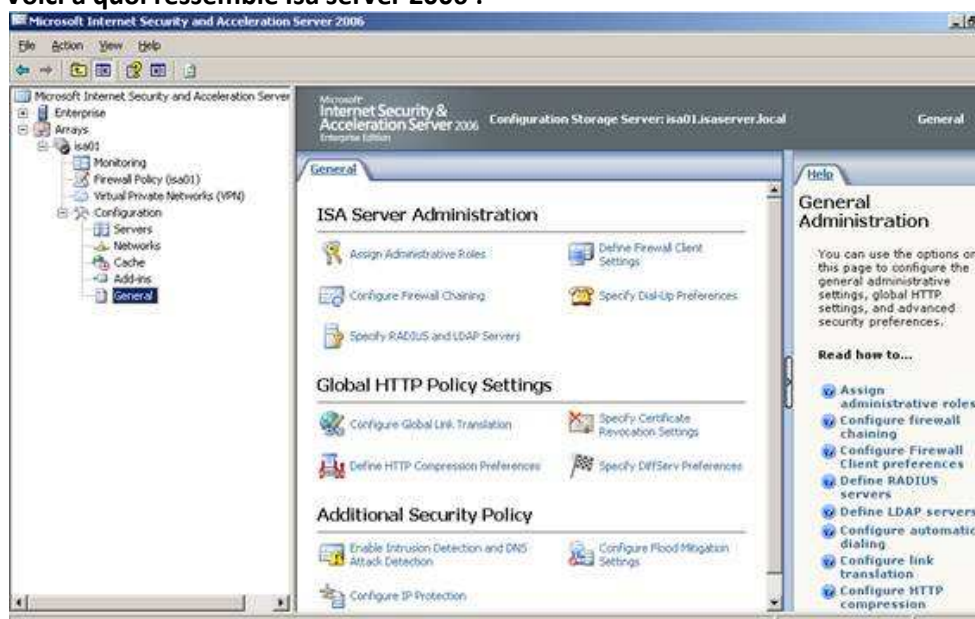 Voici à quoi ressemble Isa server 2006 :
Microsoft Internet Security and Acceleration Server 2006
File Action View Help
Microsoft Internet Security and Acceleration Server
Enterprise
Arrays
isa01
Monitoring
Firewall Policy (isa01)
Virtual Private Networks (VPN)
Configuration
Servers
Networks
Cache
Add-ins
General
Microsoft
Internet Security &
Acceleration Server 2006
Enterprise Edition
Configuration Storage Server: isa01.isaserver.local
General
General
ISA Server Administration
Assign Administrative Roles
Define Firewall Client
Settings
Configure Firewall Chaining
Specify Dial-Up Preferences
Specify RADIUS and LDAP Servers
Global HTTP Policy Settings
Configure Global Link Translation
Specify Certificate
Revocation Settings
Define HTTP Compression Preferences
Specify DiffServ Preferences
Additional Security Policy
Enable Intrusion Detection and DNS
Attack Detection
Configure Flood Mitigation
Settings
Configure IP Protection
Help
General
Administration
You can use the options on
this page to configure the
general administrative
settings, global HTTP
settings, and advanced
security preferences.
Read how to...
Assign
administrative roles
Configure firewall
chaining
Configure Firewall
Client preferences
Define RADIUS
servers
Define LDAP servers
Configure automatic
dialing
Configure link
translation
Configure HTTP
compression